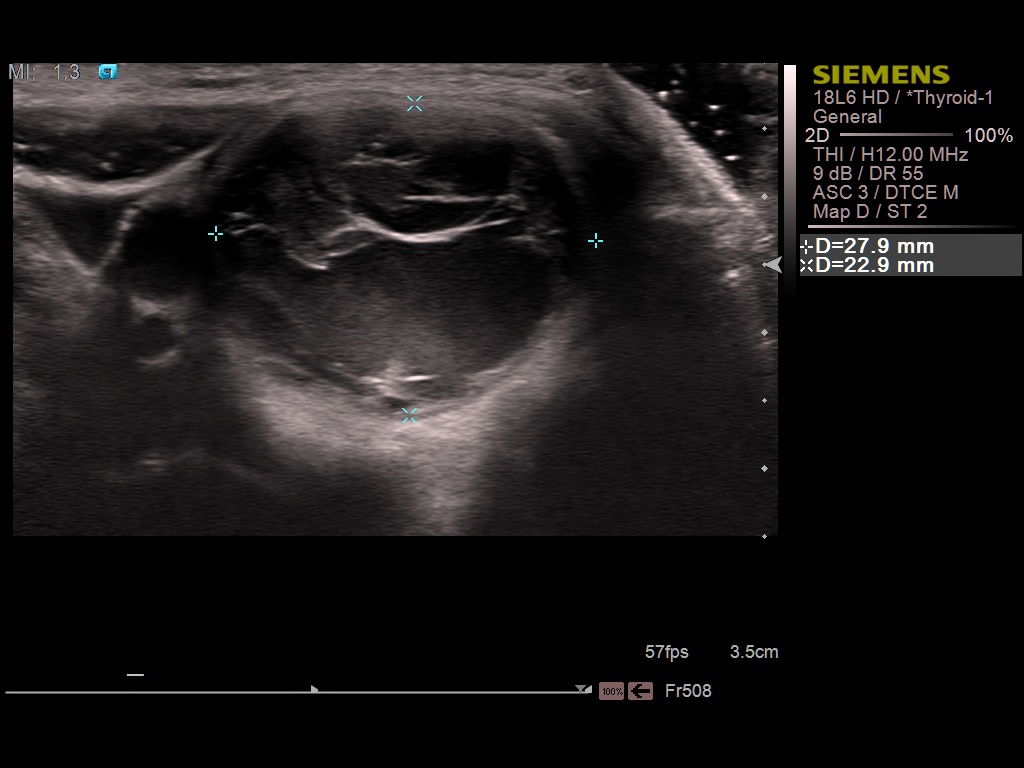 MI: 1.3
SIEMENS
18L6 HD / *Thyroid-1
General
2D 100%
THI / H12.00 MHz
9 dB / DR 55
ASC 3 / DTCE M
Map D / ST 2
D=27.9 mm
D=22.9 mm
57fps 3.5cm
100% Fr508